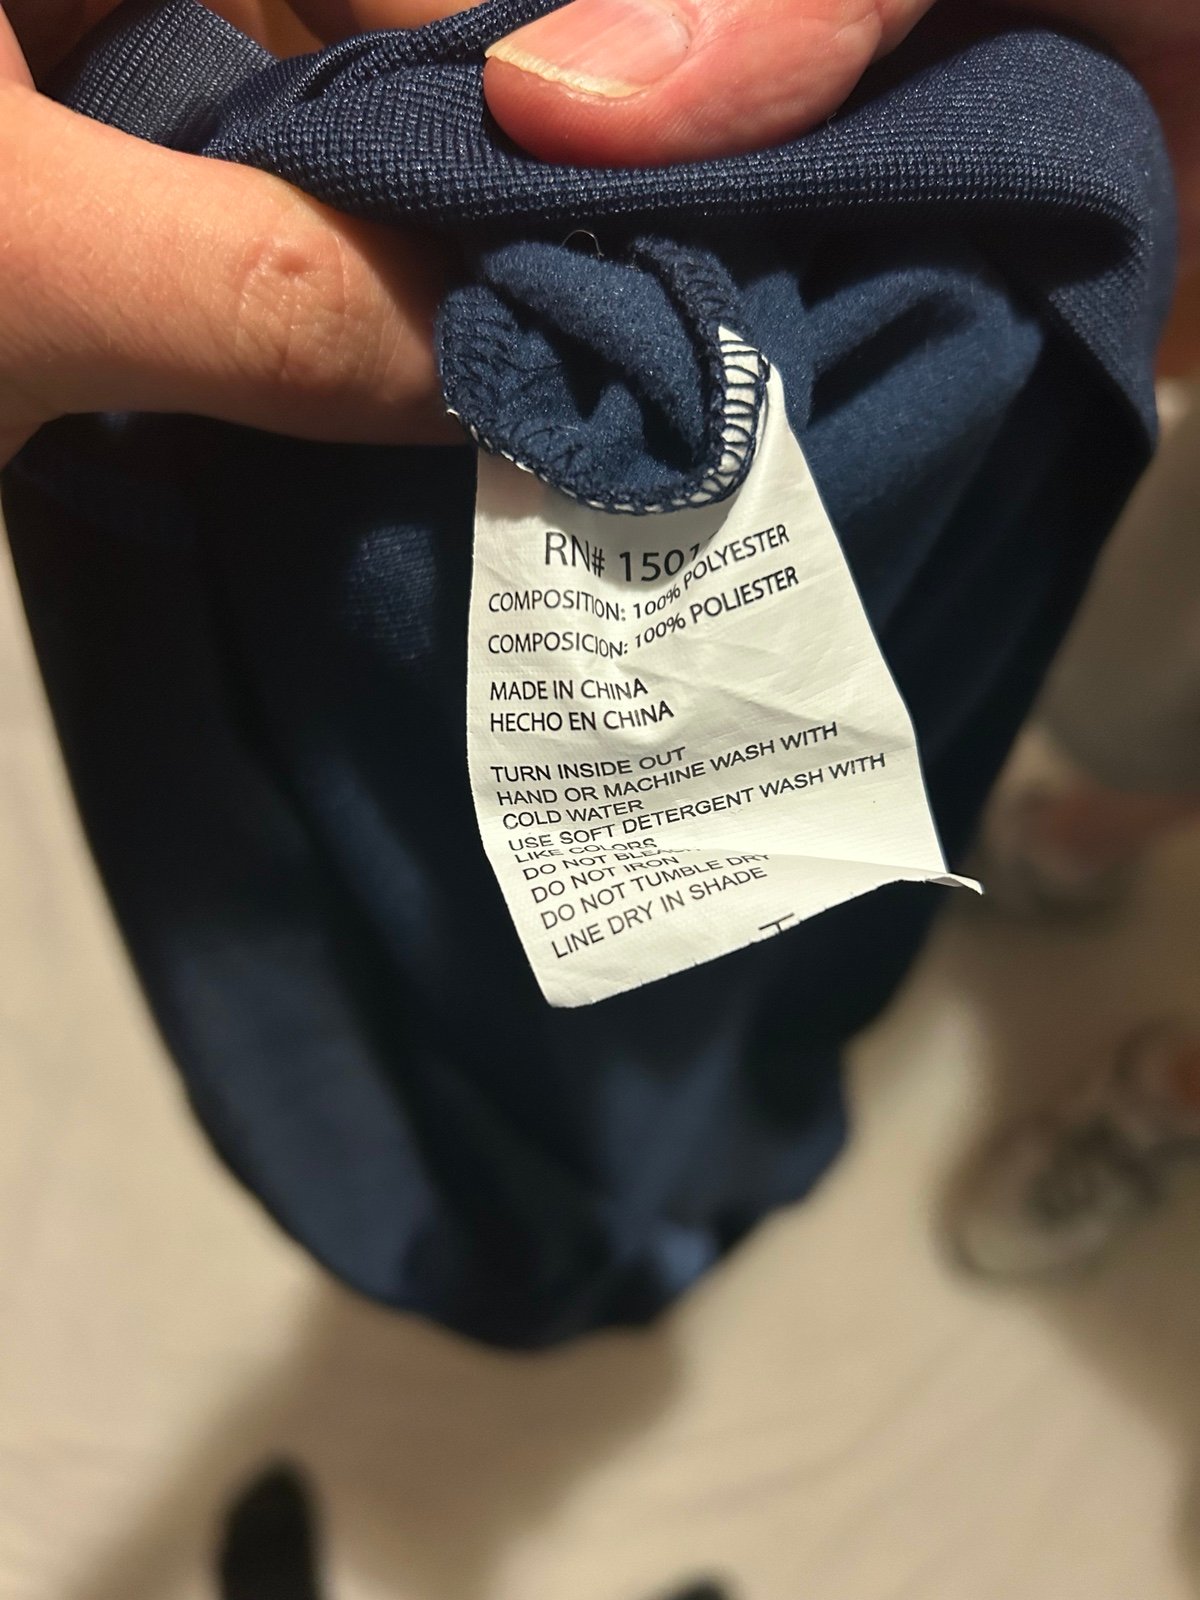 RN# 1501
COMPOSITION: 100% POLYESTER
COMPOSICION: 100% POLIESTER
MADE IN CHINA
HECHO EN CHINA
TURN INSIDE OUT
HAND OR MACHINE WASH WITH
COLD WATER
USE SOFT DETERGENT WASH WITH
LIKE COLORS
DO NOT BLEACH
DO NOT IRON
DO NOT TUMBLE DRY
LINE DRY IN SHADE